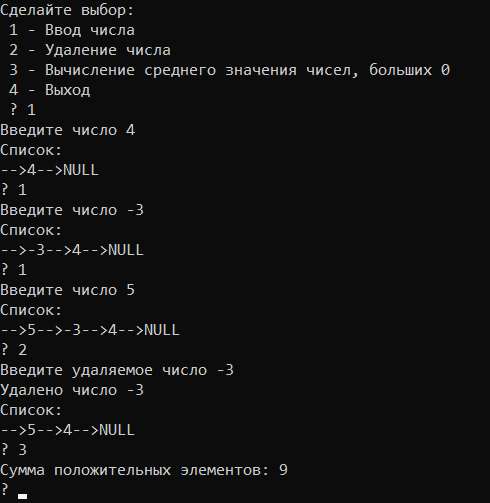 Сделайте выбор:
1 - Ввод числа
2 - Удаление числа
3 - Вычисление среднего значения чисел, больших 0
4 - Выход
? 1
Введите число 4
Список:
-->4-->NULL
? 1
Введите число -3
Список:
-->-3-->4-->NULL
? 1
Введите число 5
Список:
-->5-->-3-->4-->NULL
? 2
Введите удаляемое число -3
Удалено число -3
Список:
-->5-->4-->NULL
? 3
Сумма положительных элементов: 9
?